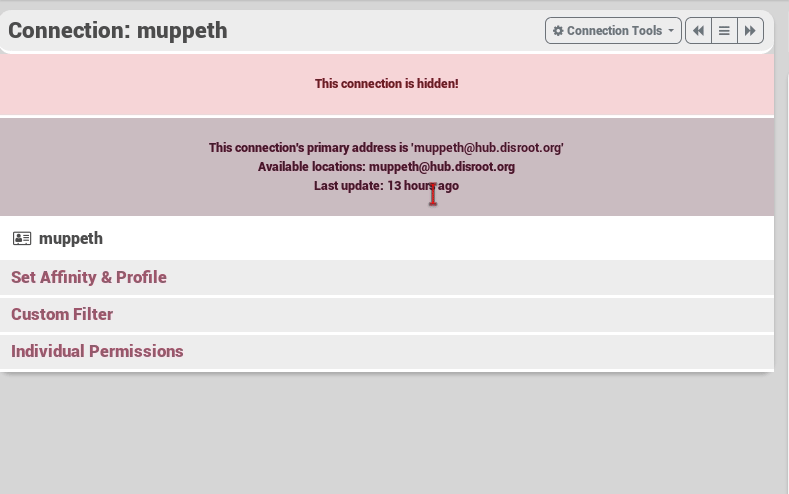 Connection: muppeth
Connection Tools
This connection is hidden!
This connection's primary address is 'muppeth@hub.disroot.org'
Available locations: muppeth@hub.disroot.org
Last update: 13 hours ago
muppeth
Set Affinity & Profile
Custom Filter
Individual Permissions